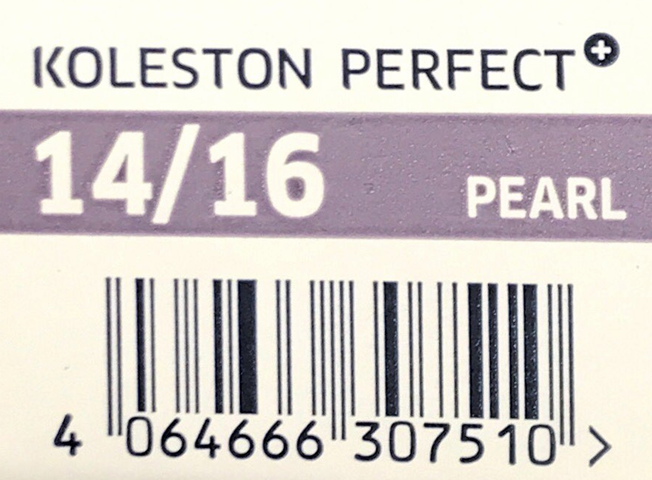 KOLESTON PERFECT+
14/16 PEARL
4 064666 307510 >